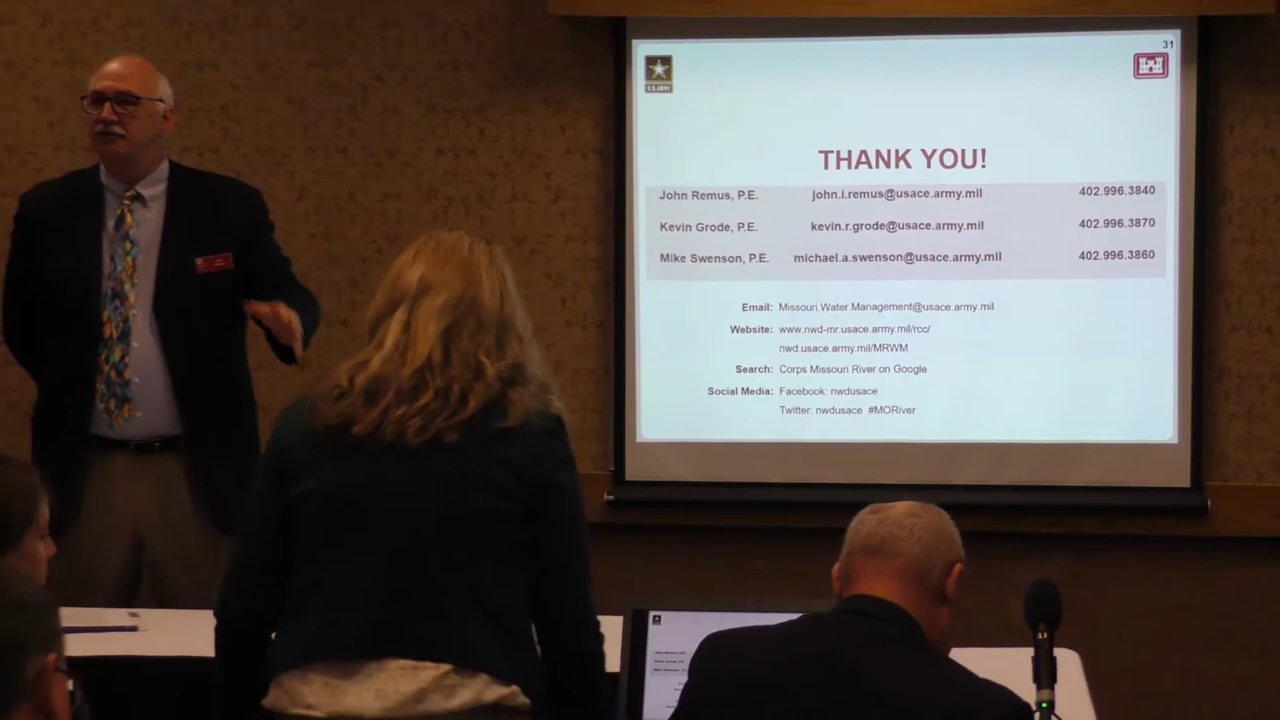 31
U.S. ARMY
THANK YOU!
John Remus, P.E. john.i.remus@usace.army.mil 402.996.3840
Kevin Grode, P.E. kevin.r.grode@usace.army.mil 402.996.3870
Mike Swenson, P.E. michael.a.swenson@usace.army.mil 402.996.3860
Email: Missouri.Water.Management@usace.army.mil
Website: www.nwd-mr.usace.army.mil/rcc/
nwd.usace.army.mil/MRWM
Search: Corps Missouri River on Google
Social Media: Facebook: nwdusace
Twitter: nwdusace #MORiver